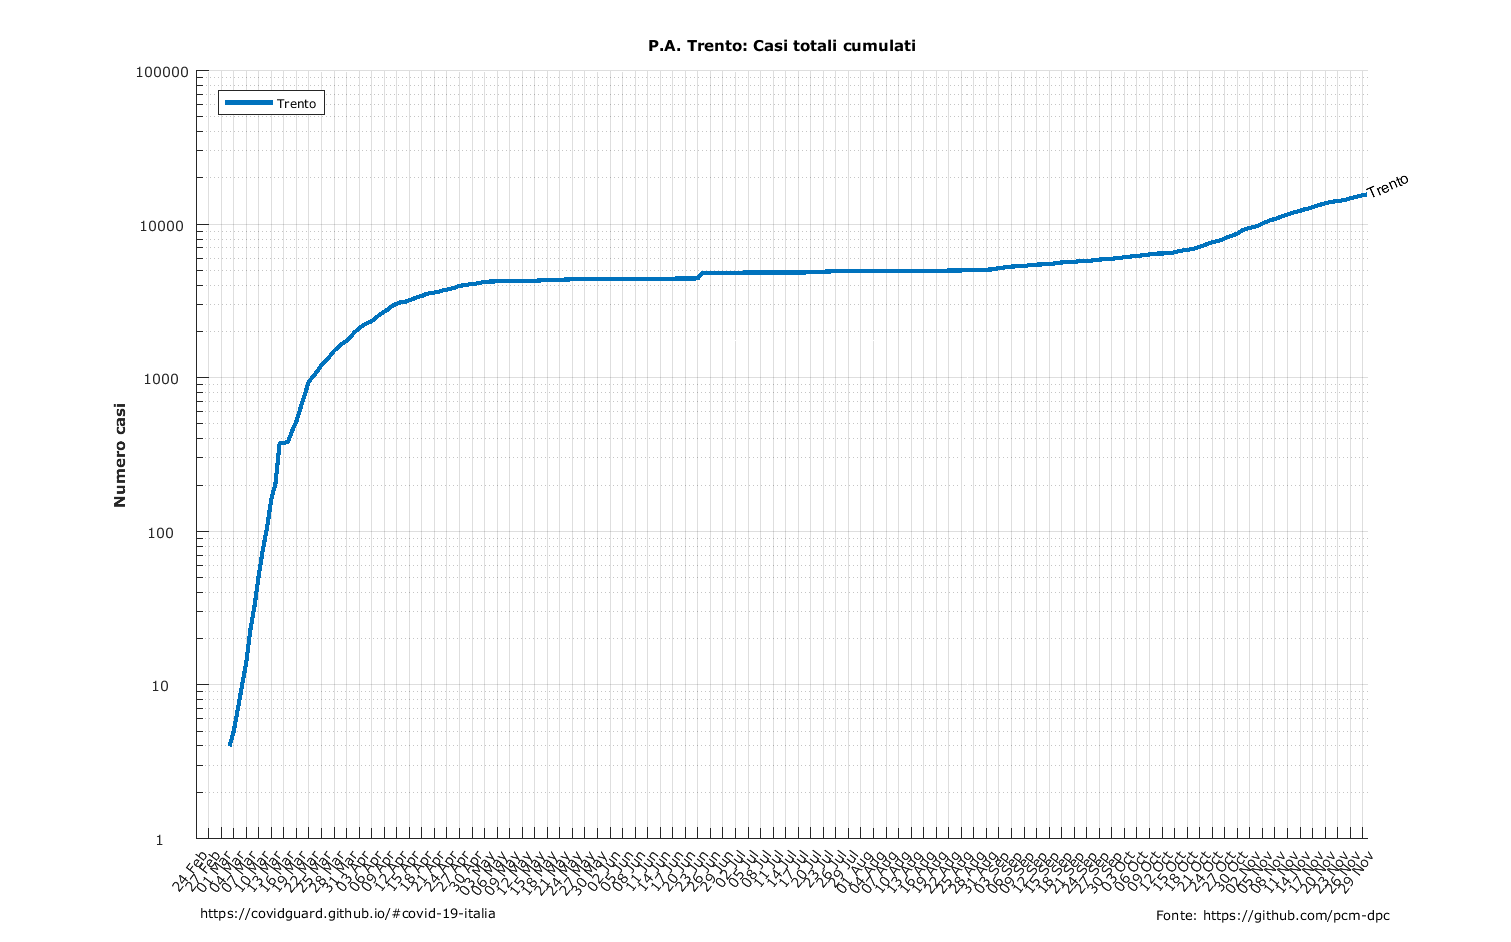 P.A. Trento: Casi totali cumulati
Trento
100000
10000
1000
100
10
1
Numero casi
Trento
24 Feb
27 Feb
01 Mar
04 Mar
07 Mar
10 Mar
13 Mar
16 Mar
19 Mar
22 Mar
25 Mar
28 Mar
31 Mar
03 Apr
06 Apr
09 Apr
12 Apr
15 Apr
18 Apr
21 Apr
24 Apr
27 Apr
30 Apr
03 May
06 May
09 May
12 May
15 May
18 May
21 May
24 May
27 May
30 May
02 Jun
05 Jun
08 Jun
11 Jun
14 Jun
17 Jun
20 Jun
23 Jun
26 Jun
29 Jun
02 Jul
05 Jul
08 Jul
11 Jul
14 Jul
17 Jul
20 Jul
23 Jul
26 Jul
29 Jul
01 Aug
04 Aug
07 Aug
10 Aug
13 Aug
16 Aug
19 Aug
22 Aug
25 Aug
28 Aug
31 Aug
03 Sep
06 Sep
09 Sep
12 Sep
15 Sep
18 Sep
21 Sep
24 Sep
27 Sep
30 Sep
03 Oct
06 Oct
09 Oct
12 Oct
15 Oct
18 Oct
21 Oct
24 Oct
27 Oct
30 Oct
02 Nov
05 Nov
08 Nov
11 Nov
14 Nov
17 Nov
20 Nov
23 Nov
26 Nov
29 Nov
https://covidguard.github.io/#covid-19-italia
Fonte: https://github.com/pcm-dpc